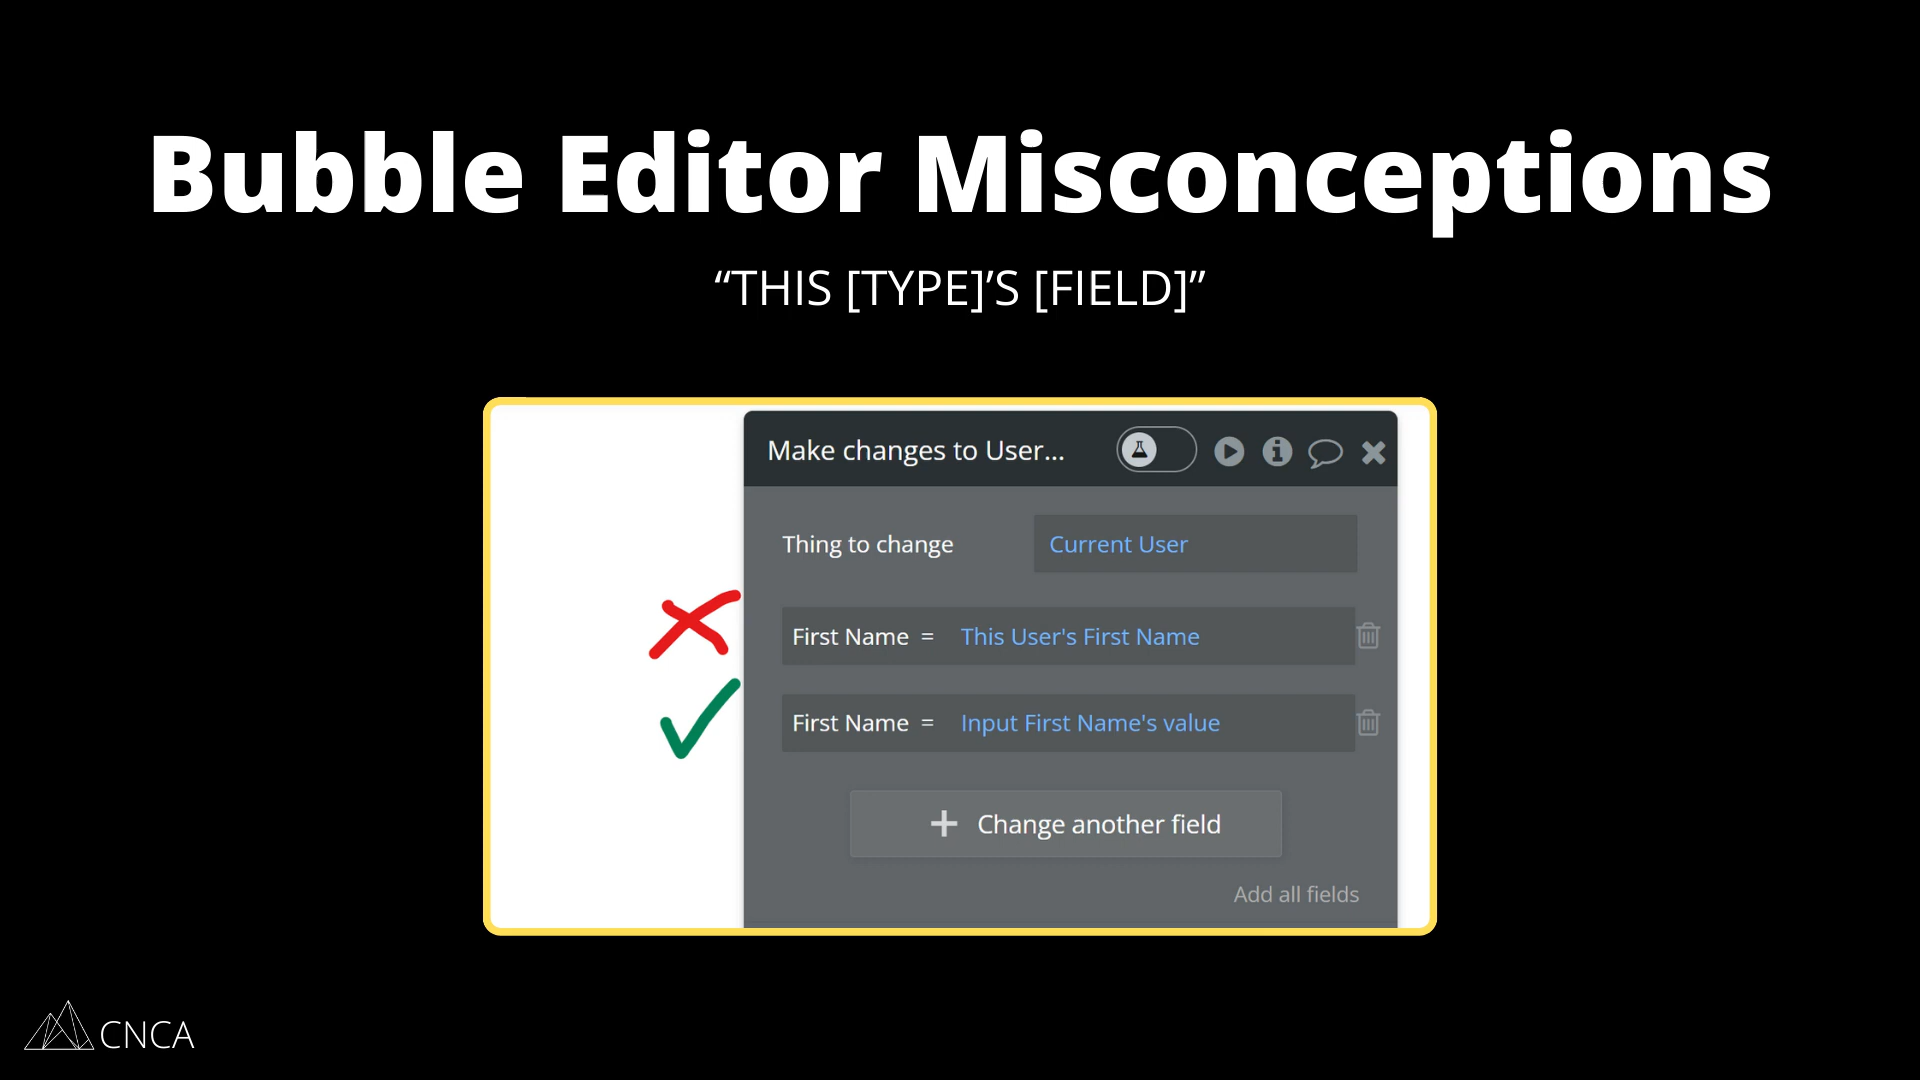 Bubble Editor Misconceptions
“THIS [TYPE]’S [FIELD]”
Make changes to User...
Thing to change Current User
First Name = This User's First Name
First Name = Input First Name's value
Change another field
Add all fields
CNCA